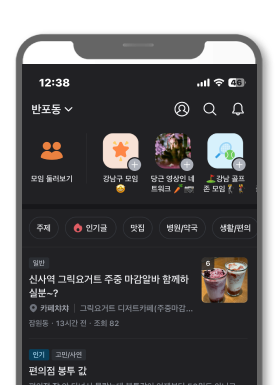 12:38
46
반포동
모임 둘러보기
강남구 모임
당근 영상인 네
트워크
강남 골프
존 모임
주제
인기글
맛집
병원/약국
생활/편의
일반
신사역 그릭요거트 주중 마감알바 함께하
실분~?
6
카페치차 | 그릭요거트 디저트카페(주중마감...
잠원동 · 13시간 전 · 조회 82
인기
고민/사연
편의점 봉투 값